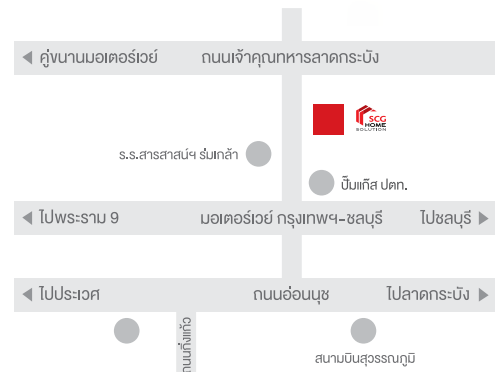 ◀ คู่ขนานมอเตอร์เวย์ ถนนเจ้าคุณทหารลาดกระบัง
SCG
HOME
SOLUTION
ร.ร.สารสาสน์ฯ ร่มเกล้า
ปั๊มแก๊ส ปตท.
◀ ไปพระราม 9 มอเตอร์เวย์ กรุงเทพฯ-ชลบุรี ไปชลบุรี ▶
◀ ไปประเวศ ถนนอ่อนนุช ไปลาดกระบัง ▶
ถนนกิ่งแก้ว
สนามบินสุวรรณภูมิ